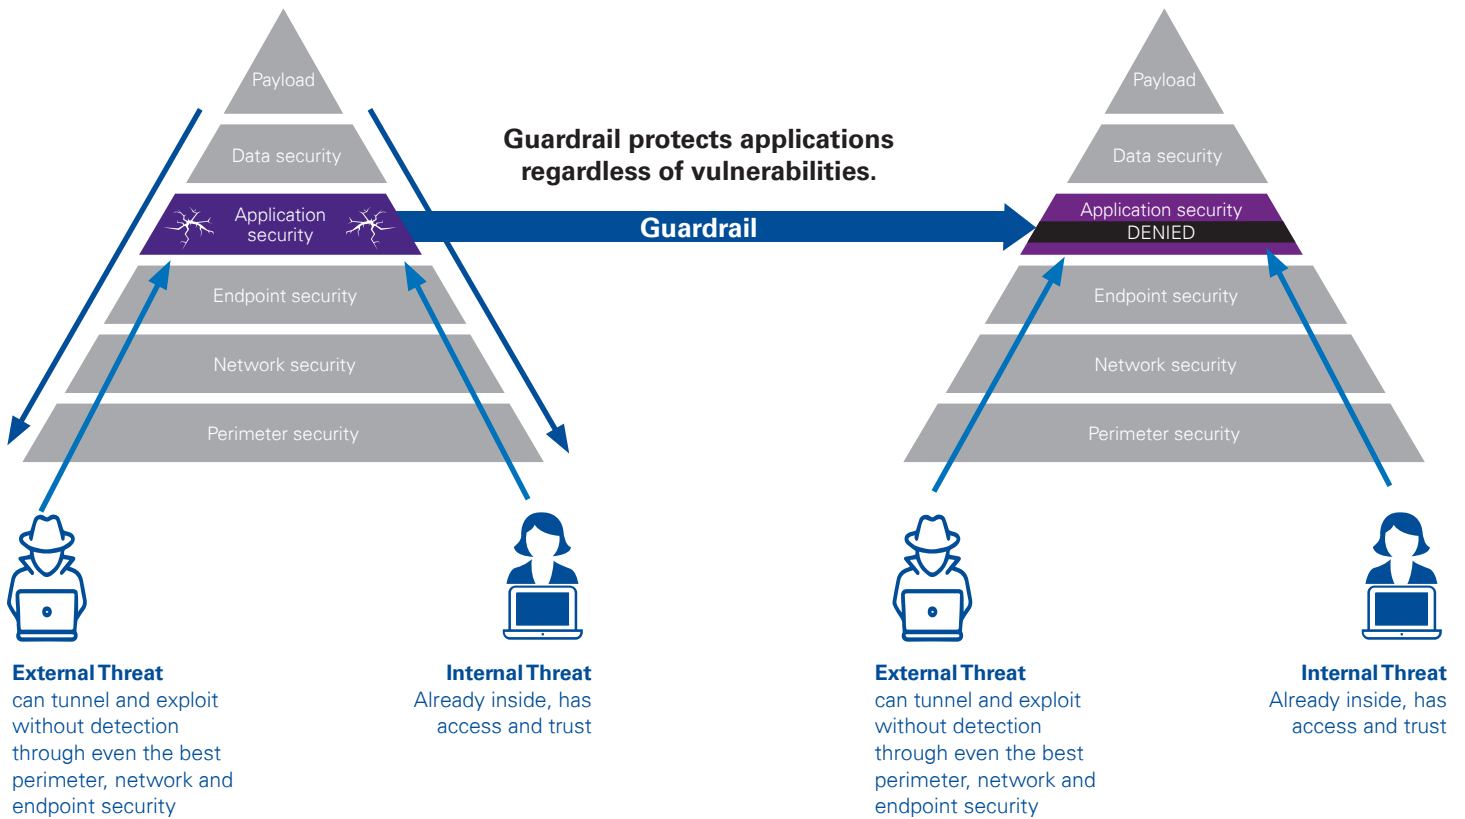 Payload
Data security
Application
security
Endpoint security
Network security
Perimeter security
External Threat
can tunnel and exploit
without detection
through even the best
perimeter, network and
endpoint security
Internal Threat
Already inside, has
access and trust
Guardrail protects applications
regardless of vulnerabilities.
Guardrail
Payload
Data security
Application security
DENIED
Endpoint security
Network security
Perimeter security
External Threat
can tunnel and exploit
without detection
through even the best
perimeter, network and
endpoint security
Internal Threat
Already inside, has
access and trust